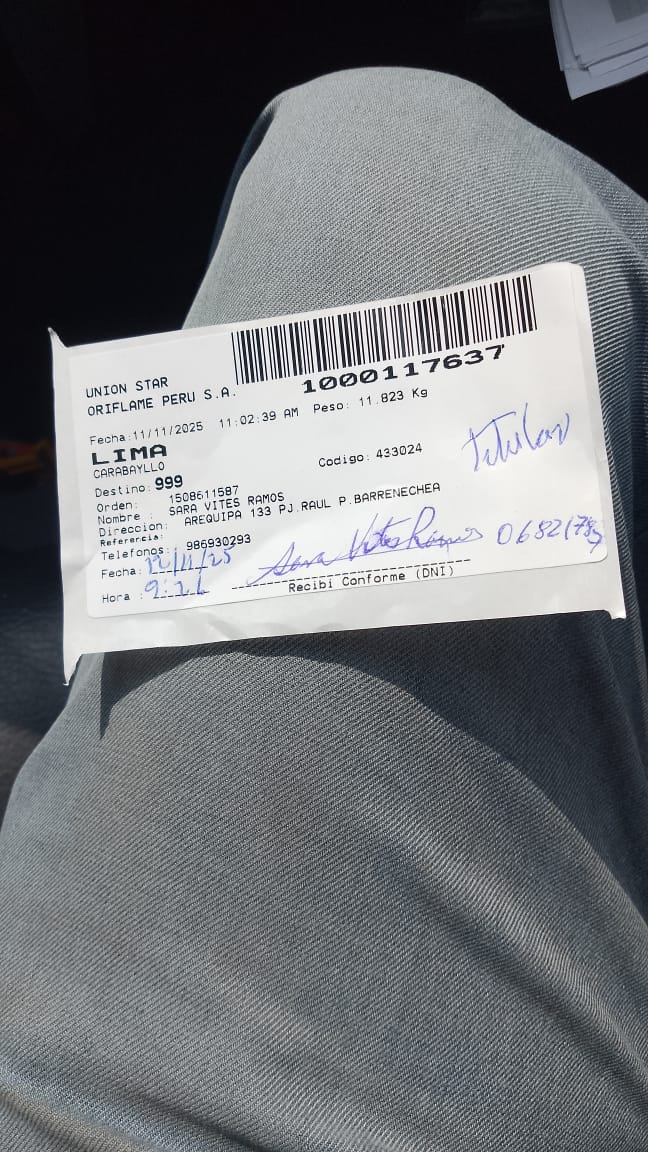 1000117637
UNION STAR
ORIFLAME PERU S.A.
Fecha:11/11/2025 11:02:39 AM Peso: 11.823 Kg
LIMA
CARABAYLLO
Codigo: 433024
titular
Destino: 999
Orden: 1508611587
Nombre : SARA VITES RAMOS
Direccion: AREQUIPA 133 PJ.RAUL P.BARRENECHEA
Referencia:
Telefonos: 986930293
Fecha: 12/11/25
Sara Vites Ramos
Hora :
Recibi Conforme (DNI)